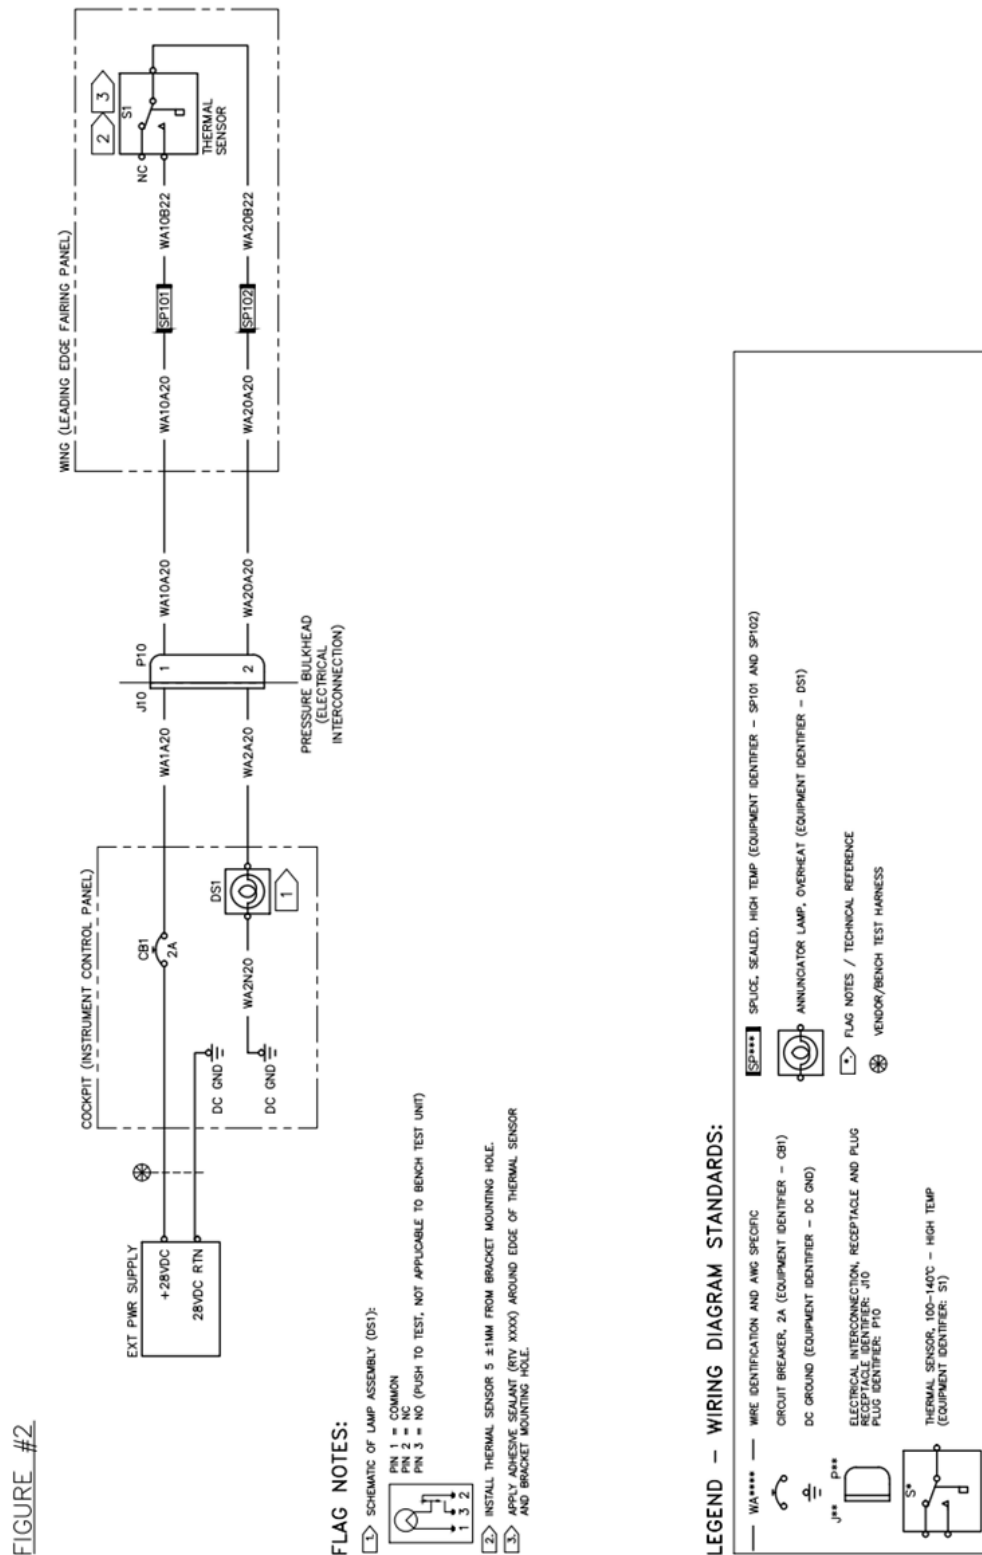 FIGURE #2
EXT PWR SUPPLY
+28VDC
28VDC RTN
COCKPIT (INSTRUMENT CONTROL PANEL)
CB1
2A
DC GND
DC GND
WA2N20
DS1
1
WA1A20
WA2A20
J10
P10
1
2
PRESSURE BULKHEAD
(ELECTRICAL
INTERCONNECTION)
WA10A20
WA20A20
WING (LEADING EDGE FAIRING PANEL)
WA10A20
WA20A20
SP101
SP102
WA10B22
WA20B22
NC
S1
2
3
THERMAL
SENSOR
FLAG NOTES:
1. SCHEMATIC OF LAMP ASSEMBLY (DS1):
PIN 1 = COMMON
PIN 2 = NC
PIN 3 = NO (PUSH TO TEST, NOT APPLICABLE TO BENCH TEST UNIT)
1 3 2
2. INSTALL THERMAL SENSOR 5 ±1MM FROM BRACKET MOUNTING HOLE.
3. APPLY ADHESIVE SEALANT (RTV XXXX) AROUND EDGE OF THERMAL SENSOR
AND BRACKET MOUNTING HOLE.
LEGEND – WIRING DIAGRAM STANDARDS:
WA**** WIRE IDENTIFICATION AND AWG SPECIFIC
CIRCUIT BREAKER, 2A (EQUIPMENT IDENTIFIER – CB1)
DC GROUND (EQUIPMENT IDENTIFIER – DC GND)
J** P**
ELECTRICAL INTERCONNECTION, RECEPTACLE AND PLUG
RECEPTACLE IDENTIFIER: J10
PLUG IDENTIFIER: P10
S*
THERMAL SENSOR, 100–140°C – HIGH TEMP
(EQUIPMENT IDENTIFIER: S1)
SP*** SPLICE, SEALED, HIGH TEMP (EQUIPMENT IDENTIFIER – SP101 AND SP102)
ANNUNCIATOR LAMP, OVERHEAT (EQUIPMENT IDENTIFIER – DS1)
*. FLAG NOTES / TECHNICAL REFERENCE
VENDOR/BENCH TEST HARNESS